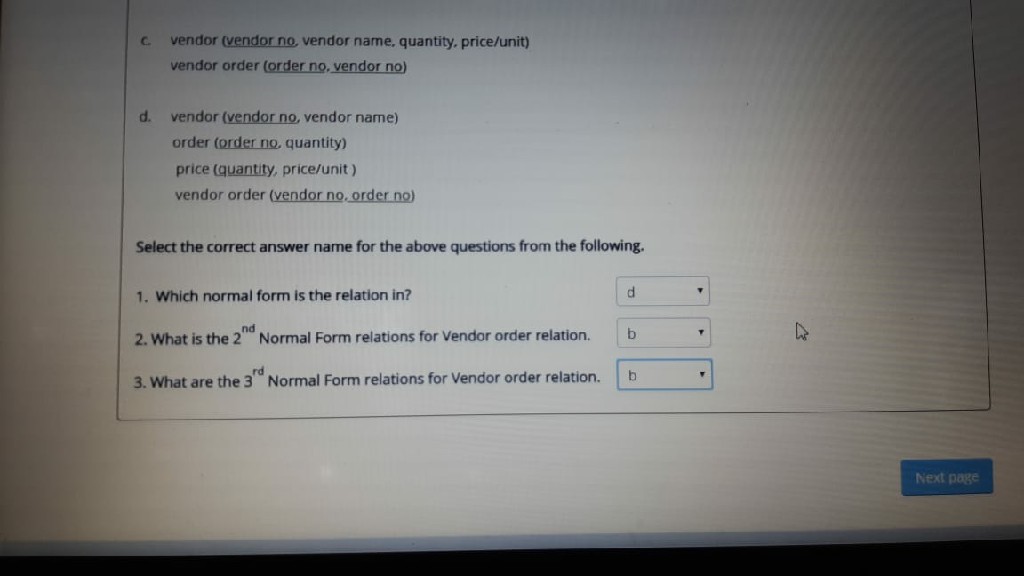 c. vendor (vendor no, vendor name, quantity, price/unit)
vendor order (order no, vendor no)
d. vendor (vendor no, vendor name)
order (order no, quantity)
price (quantity, price/unit )
vendor order (vendor no, order no)
Select the correct answer name for the above questions from the following.
1. Which normal form is the relation in? d
2. What is the 2nd Normal Form relations for Vendor order relation. b
3. What are the 3rd Normal Form relations for Vendor order relation. b
Next page